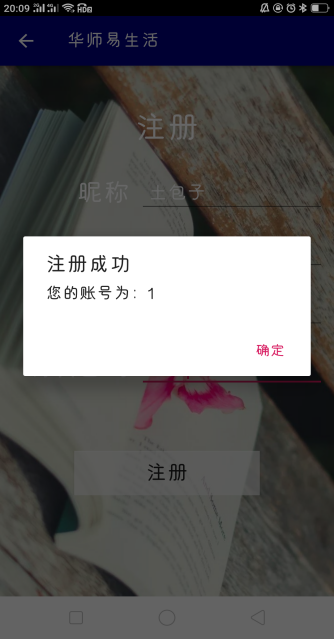 20:09
华师易生活
注册
昵称 土包子
注册成功
您的账号为：1
确定
注册